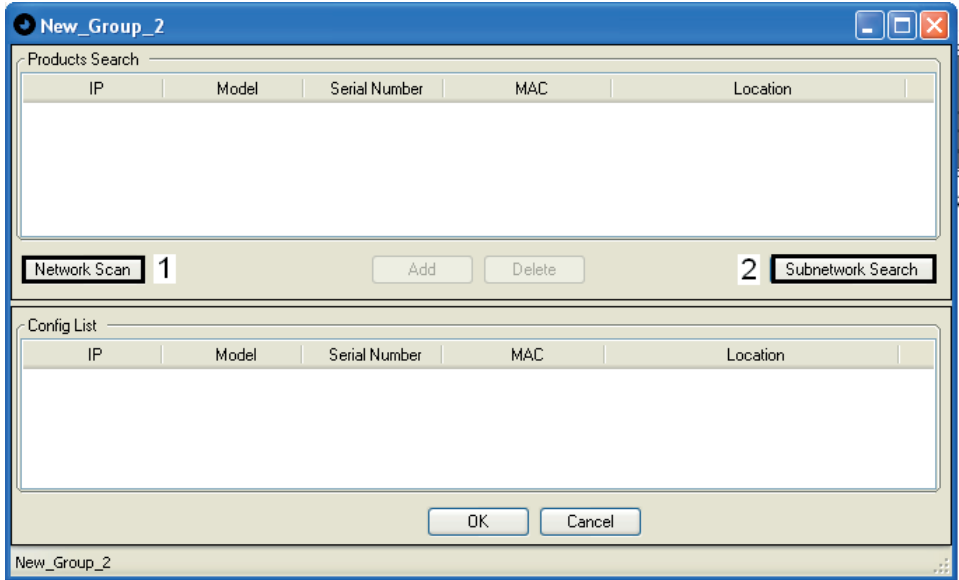 New_Group_2
Products Search
IP Model Serial Number MAC Location
Network Scan 1 Add Delete 2 Subnetwork Search
Config List
IP Model Serial Number MAC Location
OK Cancel
New_Group_2